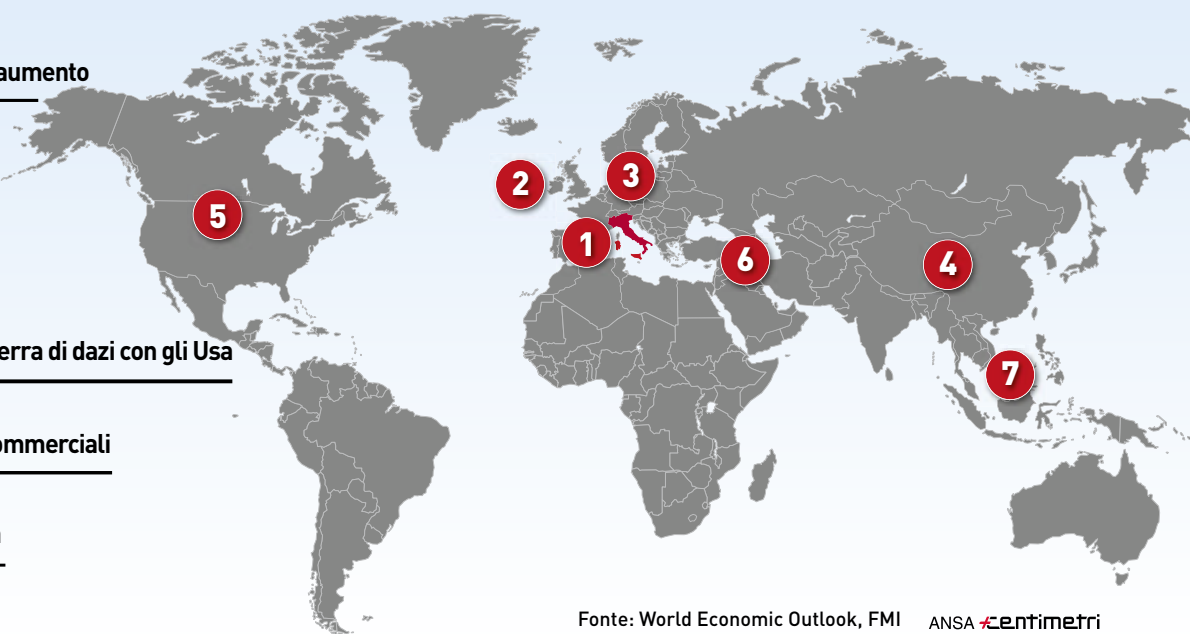 aumento
2
3
5
1
6
4
erra di dazi con gli Usa
7
ommerciali
Fonte: World Economic Outlook, FMI
ANSA centimetri